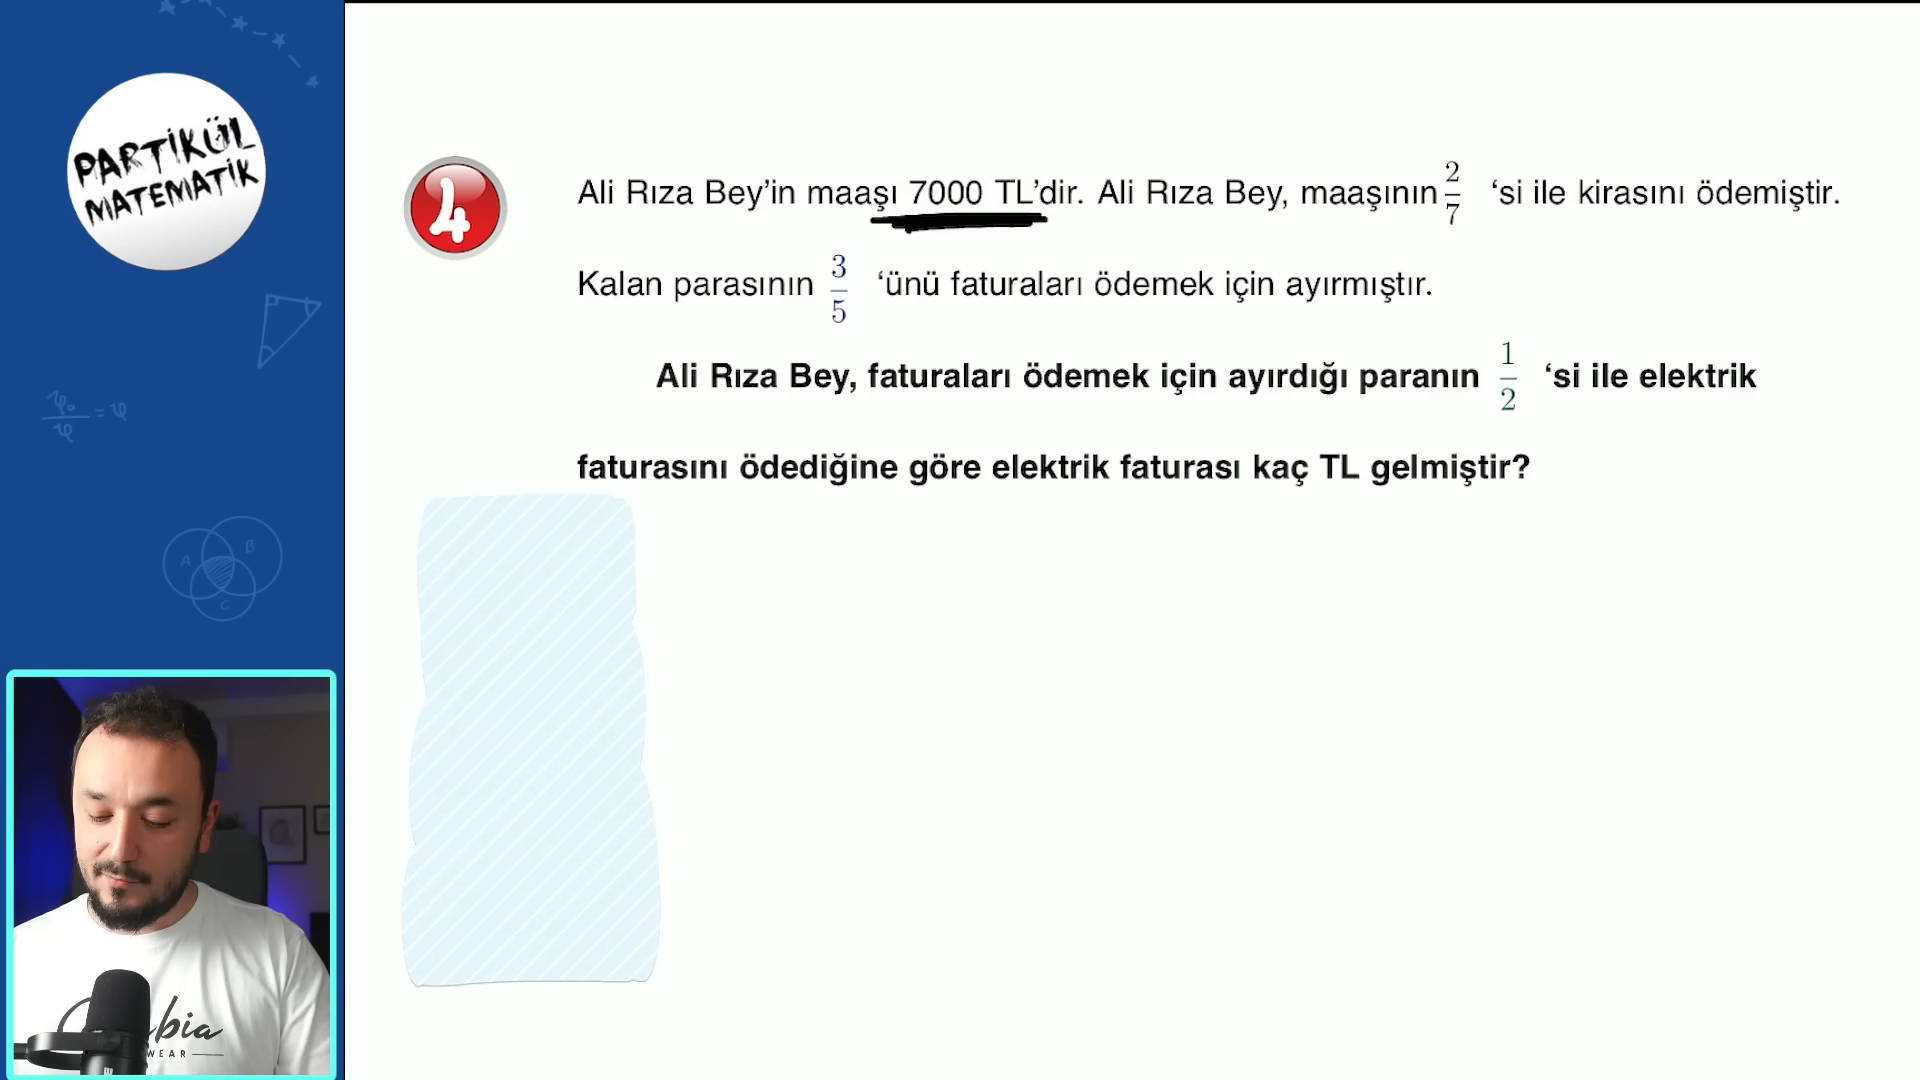 PARTİKÜL
MATEMATİK
4
Ali Rıza Bey’in maaşı 7000 TL’dir. Ali Rıza Bey, maaşının 2/7 ‘si ile kirasını ödemiştir.
Kalan parasının 3/5 ‘ünü faturaları ödemek için ayırmıştır.
Ali Rıza Bey, faturaları ödemek için ayırdığı paranın 1/2 ‘si ile elektrik
faturasını ödediğine göre elektrik faturası kaç TL gelmiştir?
A
B
C
bia
WEAR